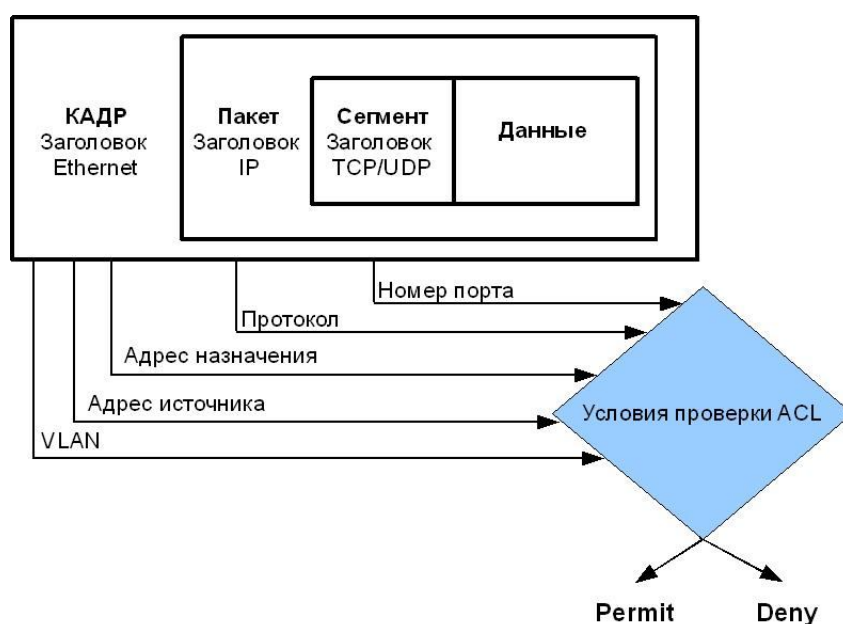 КАДР
Заголовок
Ethernet
Пакет
Заголовок
IP
Сегмент
Заголовок
TCP/UDP
Данные
Номер порта
Протокол
Адрес назначения
Адрес источника
VLAN
Условия проверки ACL
Permit
Deny